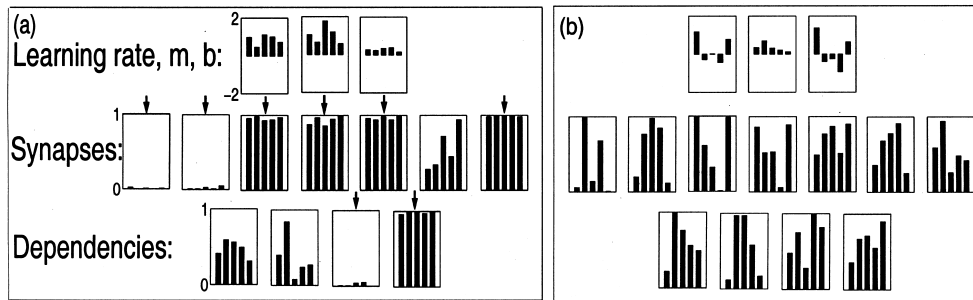 (a)
2
Learning rate, m, b:
-2
1
Synapses:
0
1
Dependencies:
0
(b)